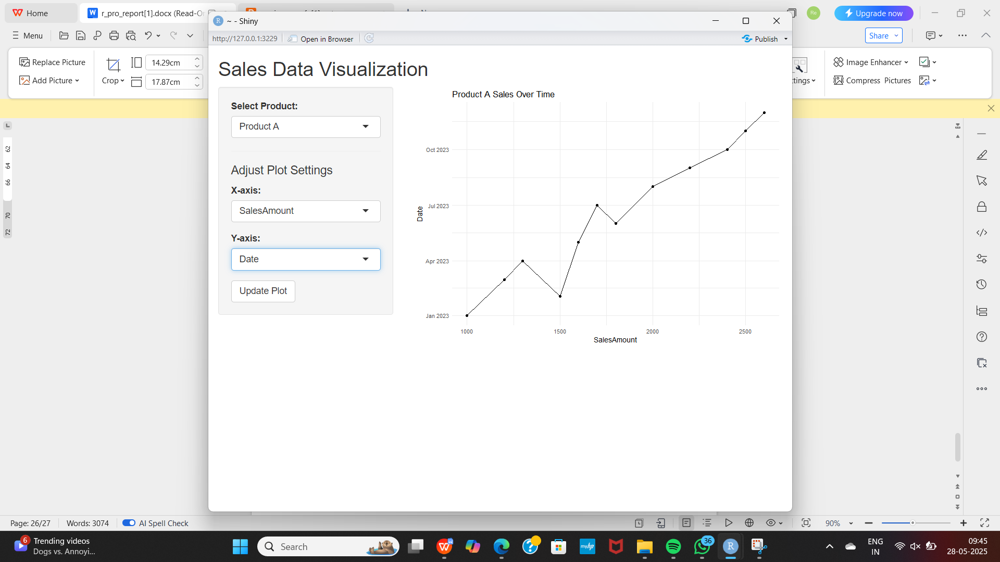 Home
r_pro_report[1].docx (Read-On
Re
Upgrade now
~ - Shiny
Menu
http://127.0.0.1:3229
Open in Browser
Publish
Share
Replace Picture
14.29cm
Add Picture
Crop
17.87cm
Image Enhancer
Compress Pictures
tings
Sales Data Visualization
Select Product:
Product A
Adjust Plot Settings
X-axis:
SalesAmount
Y-axis:
Date
Update Plot
Product A Sales Over Time
Oct 2023
Jul 2023
Apr 2023
Jan 2023
Date
1000 1500 2000 2500
SalesAmount
62
64
66
70
72
Page: 26/27
Words: 3074
AI Spell Check
90%
6
Trending videos
Dogs vs. Annoyi...
Search
myhp
36
R
ENG
IN
09:45
28-05-2025